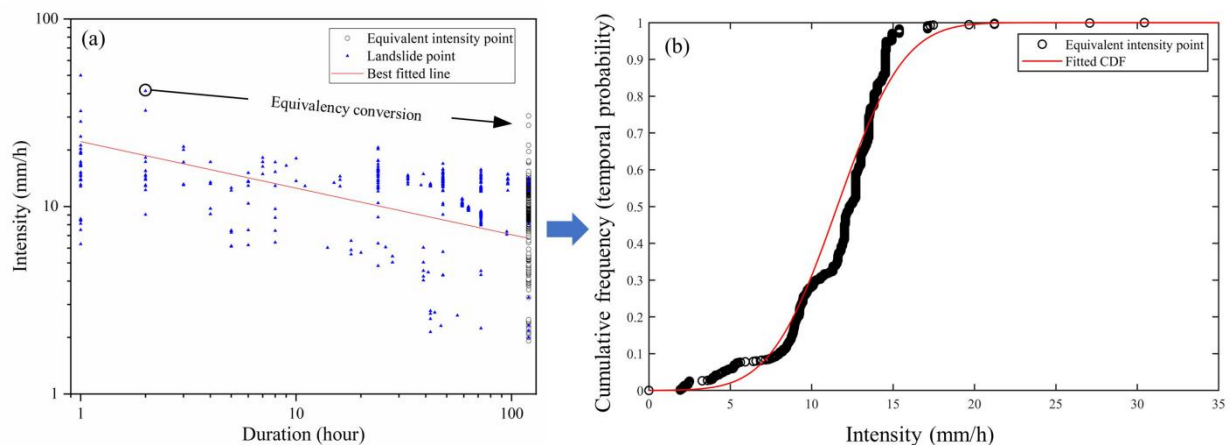 (a)
Equivalent intensity point
Landslide point
Best fitted line
Equivalency conversion
100
10
1
Intensity (mm/h)
1
10
100
Duration (hour)
(b)
Equivalent intensity point
Fitted CDF
1
0.9
0.8
0.7
0.6
0.5
0.4
0.3
0.2
0.1
0
Cumulative frequency (temporal probability)
0
5
10
15
20
25
30
35
Intensity (mm/h)